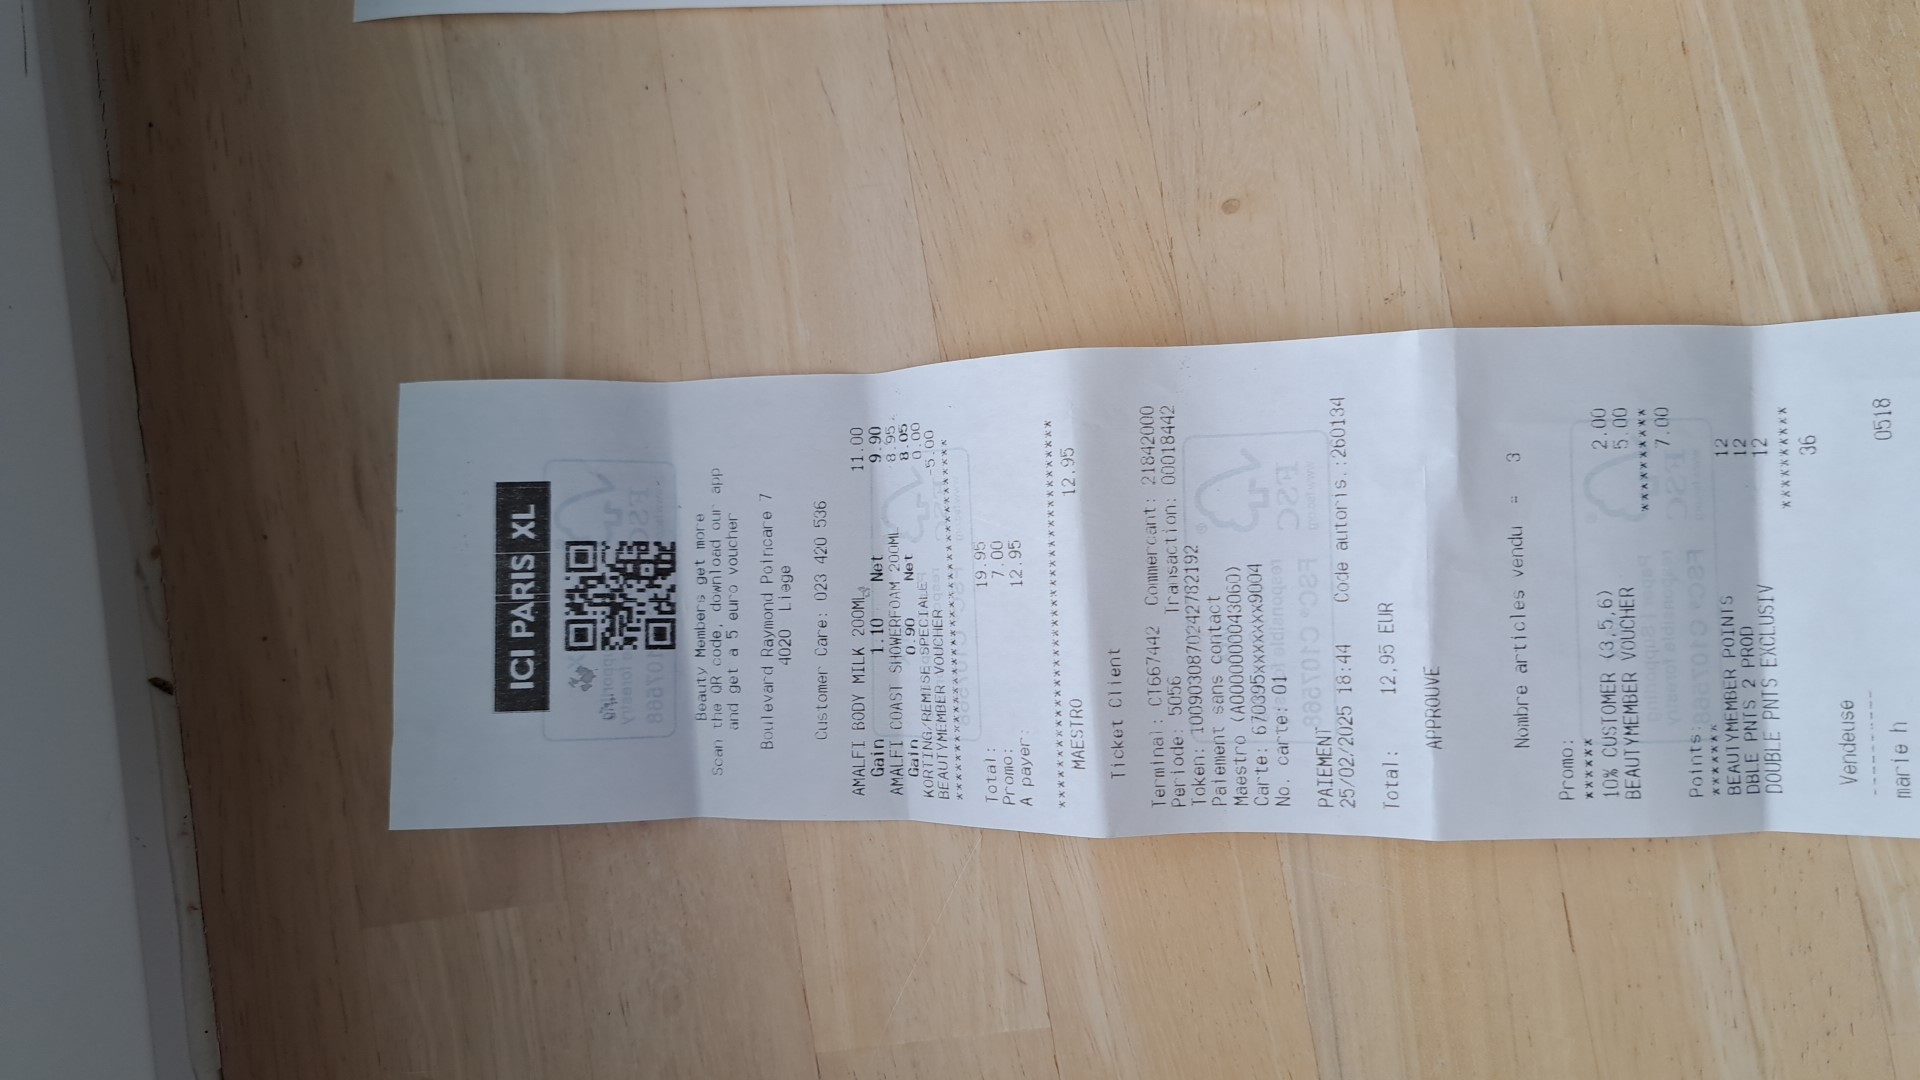 ICI PARIS XL
Beauty Members get more
Scan the QR code, download our app
and get a 5 euro voucher
Boulevard Raymond Poincare 7
4020 Liege
Customer Care: 023 420 536
AMALFI BODY MILK 200ML 11.00
Gain 1.10 Net 9.90
AMALFI COAST SHOWERFOAM 200ML 8.95
Gain 0.90 Net 8.05
KORTING/REMISE SPECIALE 0.00
BEAUTYMEMBER VOUCHER -5.00
****************************************
Total: 19.95
Promo: 7.00
A payer: 12.95
****************************************
MAESTRO 12.95
Ticket Client
Terminal: CT667442 Commercant: 21842000
Periode: 5056 Transaction: 00018442
Token: 1009030870242782192
Paiement sans contact
Maestro (A0000000043060)
Carte: 670395xxxxxxxxx9004
No. carte: 01
PAIEMENT
25/02/2025 18:44 Code autoris.:260134
Total: 12,95 EUR
APPROUVE
Nombre articles vendu = 3
Promo:
******
10% CUSTOMER (3,5,6) 2.00
BEAUTYMEMBER VOUCHER 5.00
**********
7.00
Points:
*******
BEAUTYMEMBER POINTS 12
DBLE PNTS 2 PROD 12
DOUBLE PNTS EXCLUSIV 12
**********
36
Vendeuse
----------
marie h 0518